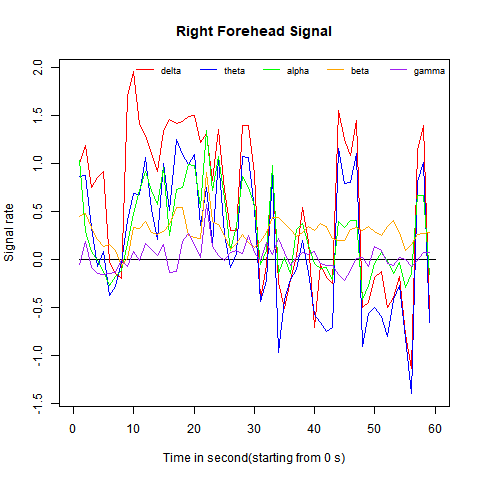 Right Forehead Signal
delta theta alpha beta gamma
2.0
1.5
1.0
0.5
0.0
-0.5
-1.0
-1.5
Signal rate
0 10 20 30 40 50 60
Time in second(starting from 0 s)